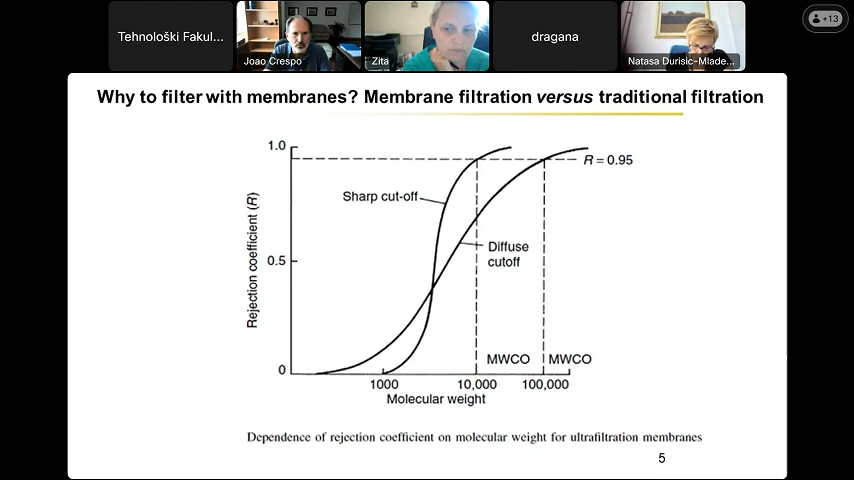 Tehnološki Fakul...
Joao Crespo
Zita
dragana
Natasa Durisic-Mlade...
+13
Why to filter with membranes? Membrane filtration versus traditional filtration
1.0
R = 0.95
Sharp cut-off
Rejection coefficient (R)
Diffuse
cutoff
0.5
MWCO
MWCO
0
1000
10,000
100,000
Molecular weight
Dependence of rejection coefficient on molecular weight for ultrafiltration membranes
5